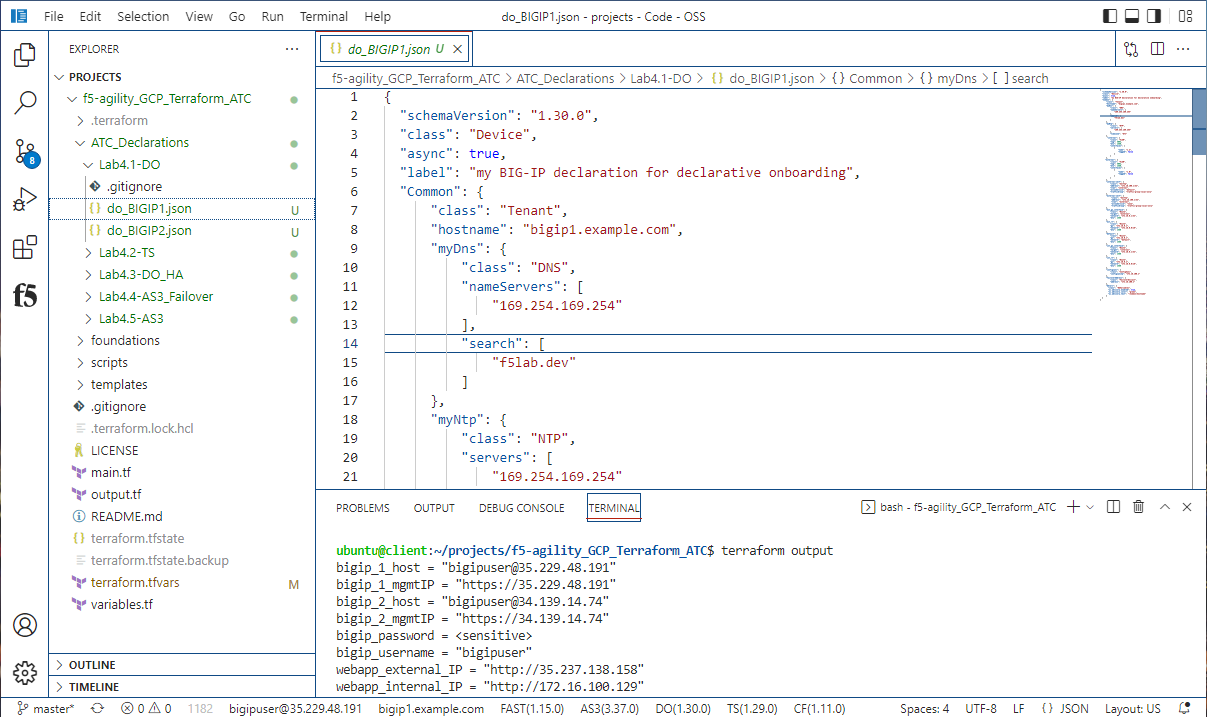 File Edit Selection View Go Run Terminal Help
do_BIGIP1.json - projects - Code - OSS
EXPLORER
PROJECTS
f5-agility_GCP_Terraform_ATC
.terraform
ATC_Declarations
Lab4.1-DO
.gitignore
do_BIGIP1.json U
do_BIGIP2.json U
Lab4.2-TS
Lab4.3-DO_HA
Lab4.4-AS3_Failover
Lab4.5-AS3
foundations
scripts
templates
.gitignore
.terraform.lock.hcl
LICENSE
main.tf
output.tf
README.md
terraform.tfstate
terraform.tfstate.backup
terraform.tfvars M
variables.tf
OUTLINE
TIMELINE
8
f5
{ } do_BIGIP1.json U
f5-agility_GCP_Terraform_ATC > ATC_Declarations > Lab4.1-DO > { } do_BIGIP1.json > { } Common > { } myDns > [ ] search
1 {
2 "schemaVersion": "1.30.0",
3 "class": "Device",
4 "async": true,
5 "label": "my BIG-IP declaration for declarative onboarding",
6 "Common": {
7 "class": "Tenant",
8 "hostname": "bigip1.example.com",
9 "myDns": {
10 "class": "DNS",
11 "nameServers": [
12 "169.254.169.254"
13 ],
14 "search": [
15 "f5lab.dev"
16 ]
17 },
18 "myNtp": {
19 "class": "NTP",
20 "servers": [
21 "169.254.169.254"
PROBLEMS OUTPUT DEBUG CONSOLE TERMINAL
bash - f5-agility_GCP_Terraform_ATC
ubuntu@client:~/projects/f5-agility_GCP_Terraform_ATC$ terraform output
bigip_1_host = "bigipuser@35.229.48.191"
bigip_1_mgmtIP = "https://35.229.48.191"
bigip_2_host = "bigipuser@34.139.14.74"
bigip_2_mgmtIP = "https://34.139.14.74"
bigip_password = <sensitive>
bigip_username = "bigipuser"
webapp_external_IP = "http://35.237.138.158"
webapp_internal_IP = "http://172.16.100.129"
master* 0 0 1182 bigipuser@35.229.48.191 bigip1.example.com FAST(1.15.0) AS3(3.37.0) DO(1.30.0) TS(1.29.0) CF(1.11.0) Spaces: 4 UTF-8 LF { } JSON Layout: US